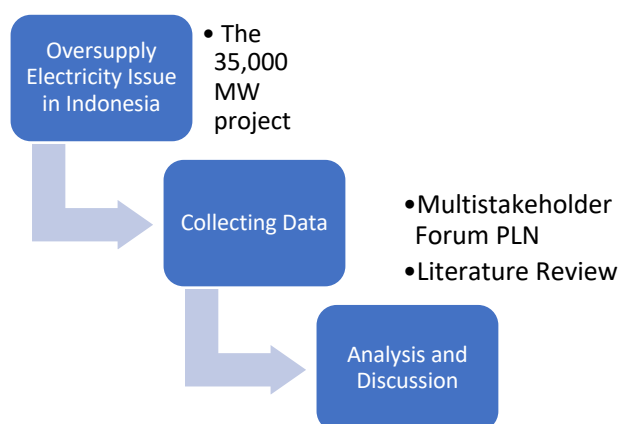 Oversupply
Electricity Issue
in Indonesia
• The
35,000
MW
project
Collecting Data
•Multistakeholder
Forum PLN
•Literature Review
Analysis and
Discussion